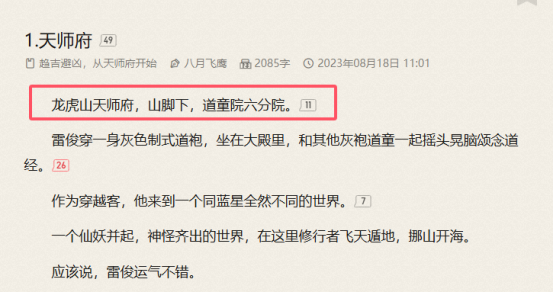 1.天师府 49
趋吉避凶，从天师府开始 八月飞鹰 2085字 2023年08月18日 11:01
龙虎山天师府，山脚下，道童院六分院。 11
雷俊穿一身灰色制式道袍，坐在大殿里，和其他灰袍道童一起摇头晃脑颂念道
经。 26
作为穿越客，他来到一个同蓝星全然不同的世界。 7
一个仙妖并起，神怪齐出的世界，在这里修行者飞天遁地，挪山开海。
应该说，雷俊运气不错。